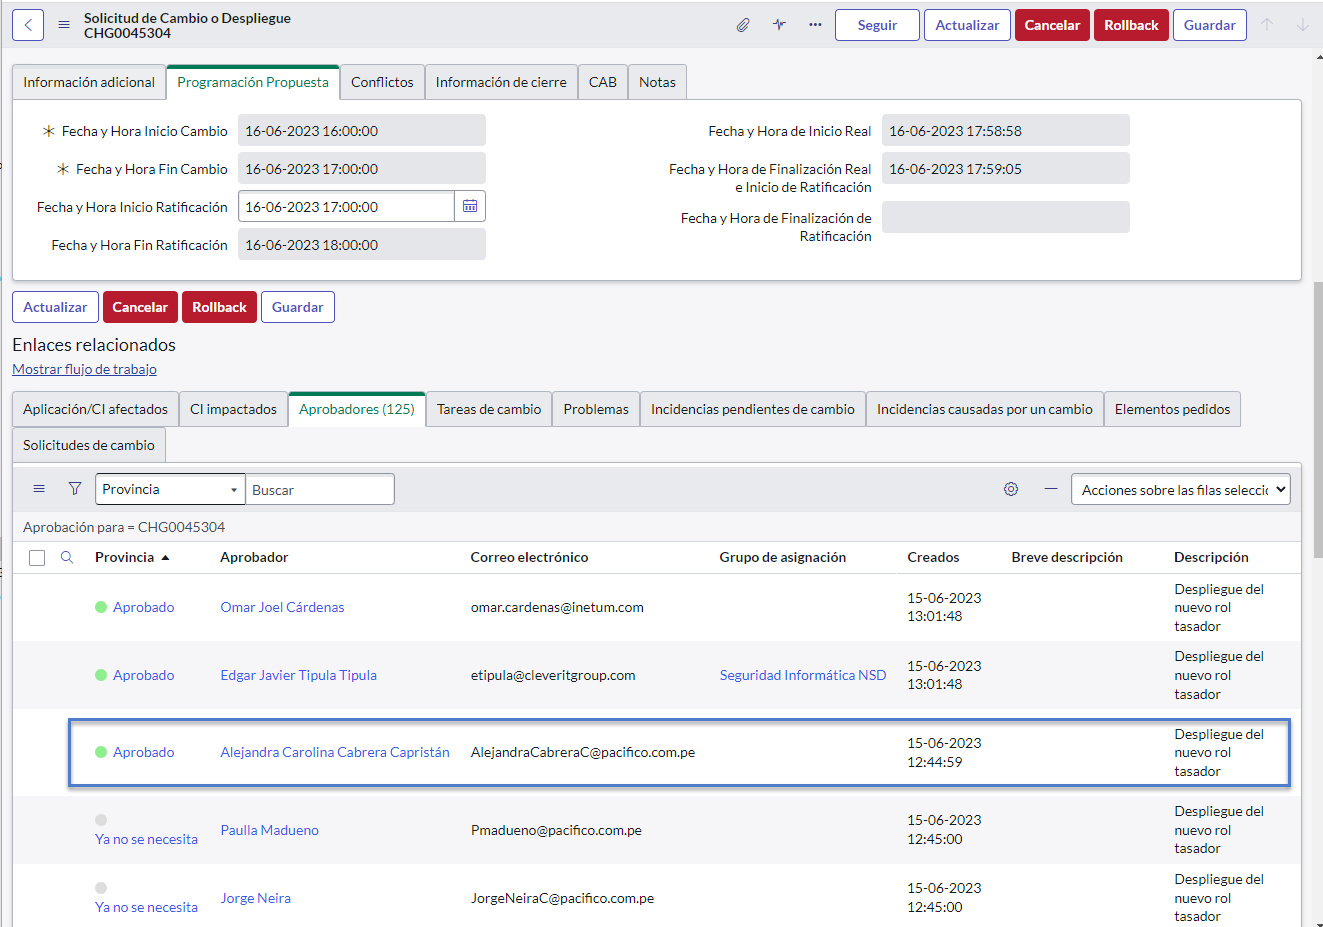 Solicitud de Cambio o Despliegue
CHG0045304
Seguir
Actualizar
Cancelar
Rollback
Guardar
Información adicional
Programación Propuesta
Conflictos
Información de cierre
CAB
Notas
Fecha y Hora Inicio Cambio
16-06-2023 16:00:00
Fecha y Hora Fin Cambio
16-06-2023 17:00:00
Fecha y Hora Inicio Ratificación
16-06-2023 17:00:00
Fecha y Hora Fin Ratificación
16-06-2023 18:00:00
Fecha y Hora de Inicio Real
16-06-2023 17:58:58
Fecha y Hora de Finalización Real
e Inicio de Ratificación
16-06-2023 17:59:05
Fecha y Hora de Finalización de
Ratificación
Actualizar
Cancelar
Rollback
Guardar
Enlaces relacionados
Mostrar flujo de trabajo
Aplicación/CI afectados
CI impactados
Aprobadores (125)
Tareas de cambio
Problemas
Incidencias pendientes de cambio
Incidencias causadas por un cambio
Elementos pedidos
Solicitudes de cambio
Provincia
Buscar
Acciones sobre las filas selecci
Aprobación para = CHG0045304
Provincia
Aprobador
Correo electrónico
Grupo de asignación
Creados
Breve descripción
Descripción
Aprobado
Omar Joel Cárdenas
omar.cardenas@inetum.com
15-06-2023
13:01:48
Despliegue del
nuevo rol
tasador
Aprobado
Edgar Javier Tipula Tipula
etipula@cleveritgroup.com
Seguridad Informática NSD
15-06-2023
13:01:48
Despliegue del
nuevo rol
tasador
Aprobado
Alejandra Carolina Cabrera Capristán
AlejandraCabreraC@pacifico.com.pe
15-06-2023
12:44:59
Despliegue del
nuevo rol
tasador
Ya no se necesita
Paulla Madueno
Pmadueno@pacifico.com.pe
15-06-2023
12:45:00
Despliegue del
nuevo rol
tasador
Ya no se necesita
Jorge Neira
JorgeNeiraC@pacifico.com.pe
15-06-2023
12:45:00
Despliegue del
nuevo rol
tasador